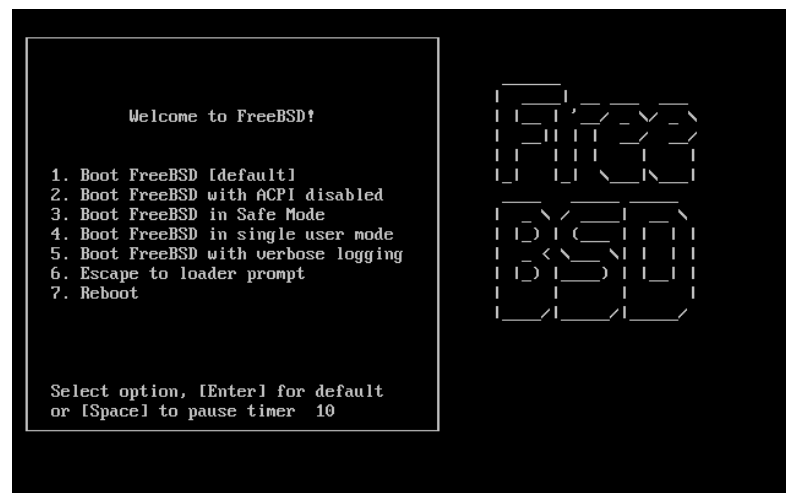 Welcome to FreeBSD!
1. Boot FreeBSD [default]
2. Boot FreeBSD with ACPI disabled
3. Boot FreeBSD in Safe Mode
4. Boot FreeBSD in single user mode
5. Boot FreeBSD with verbose logging
6. Escape to loader prompt
7. Reboot
Select option, [Enter] for default
or [Space] to pause timer  10
Free
BSD